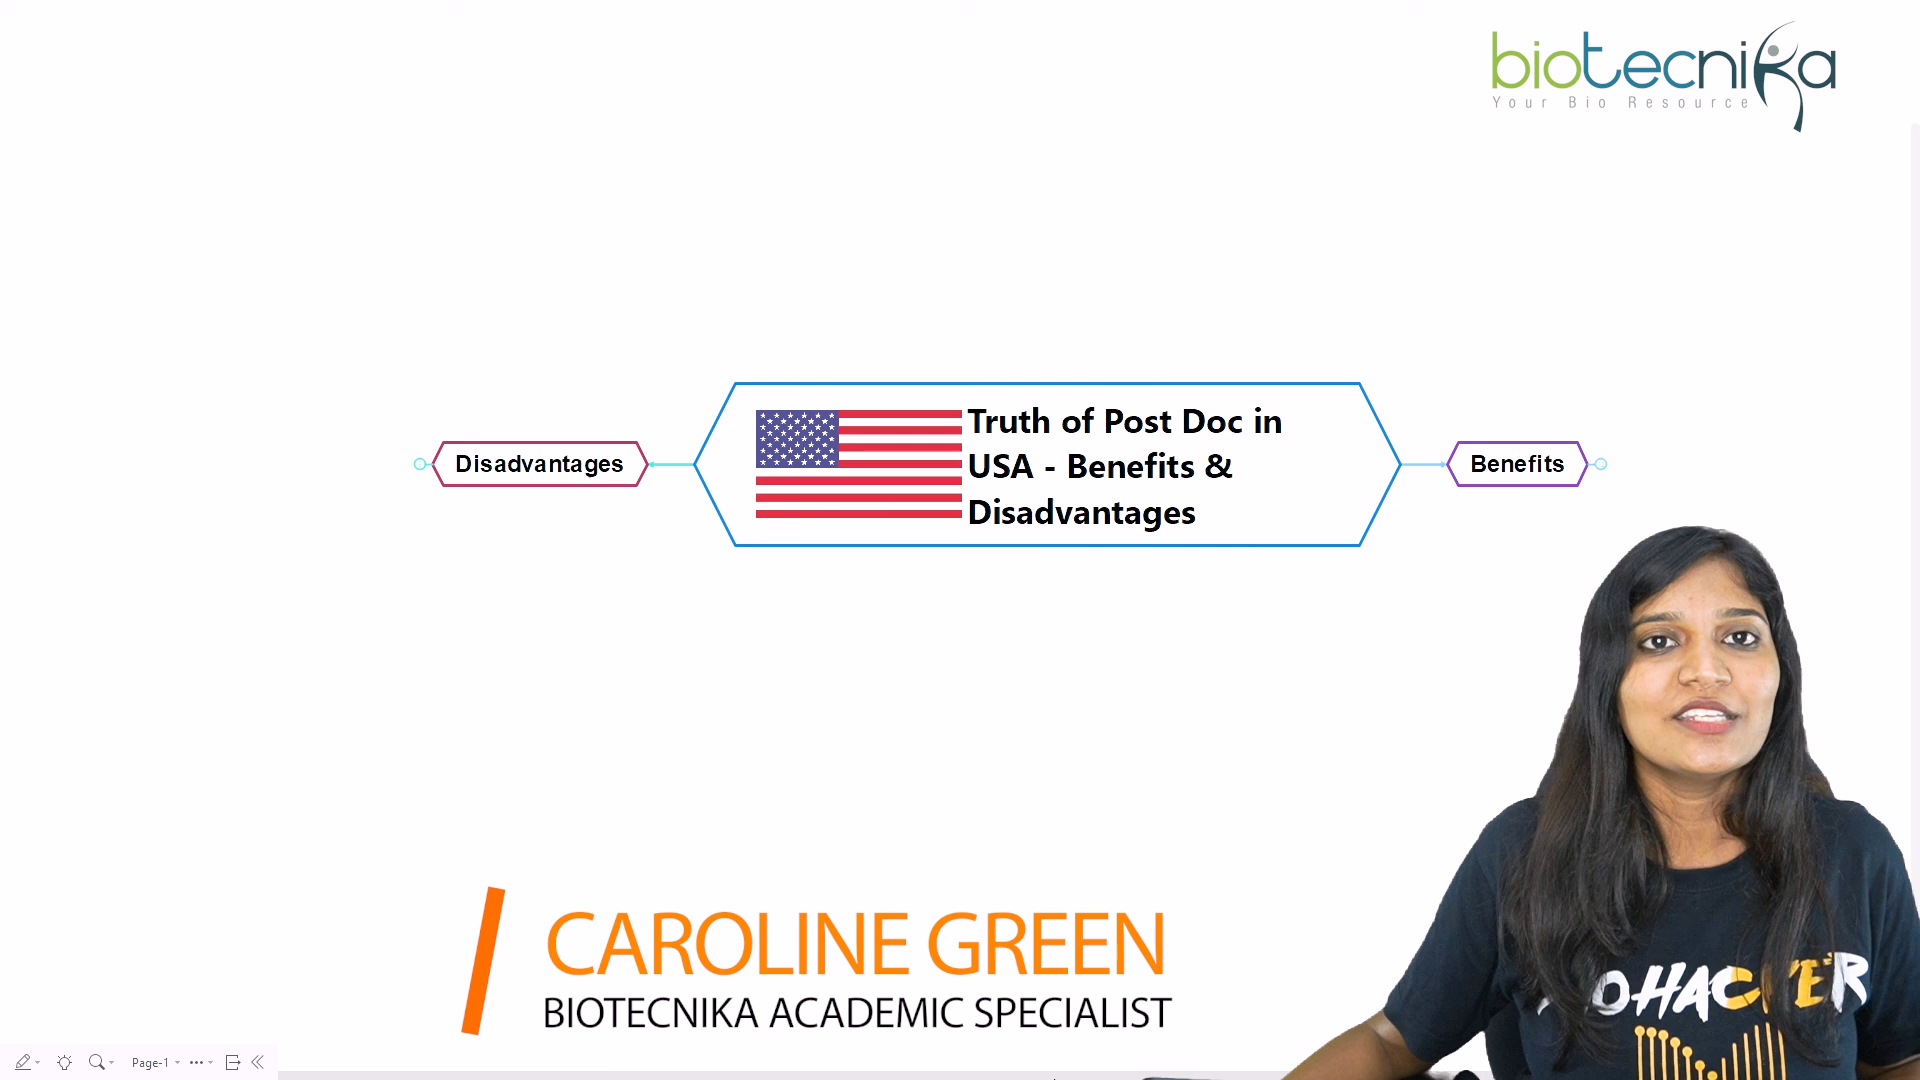 biotecnika
Your Bio Resource
Disadvantages
Truth of Post Doc in
USA - Benefits &
Disadvantages
Benefits
CAROLINE GREEN
BIOTECNIKA ACADEMIC SPECIALIST
Page-1